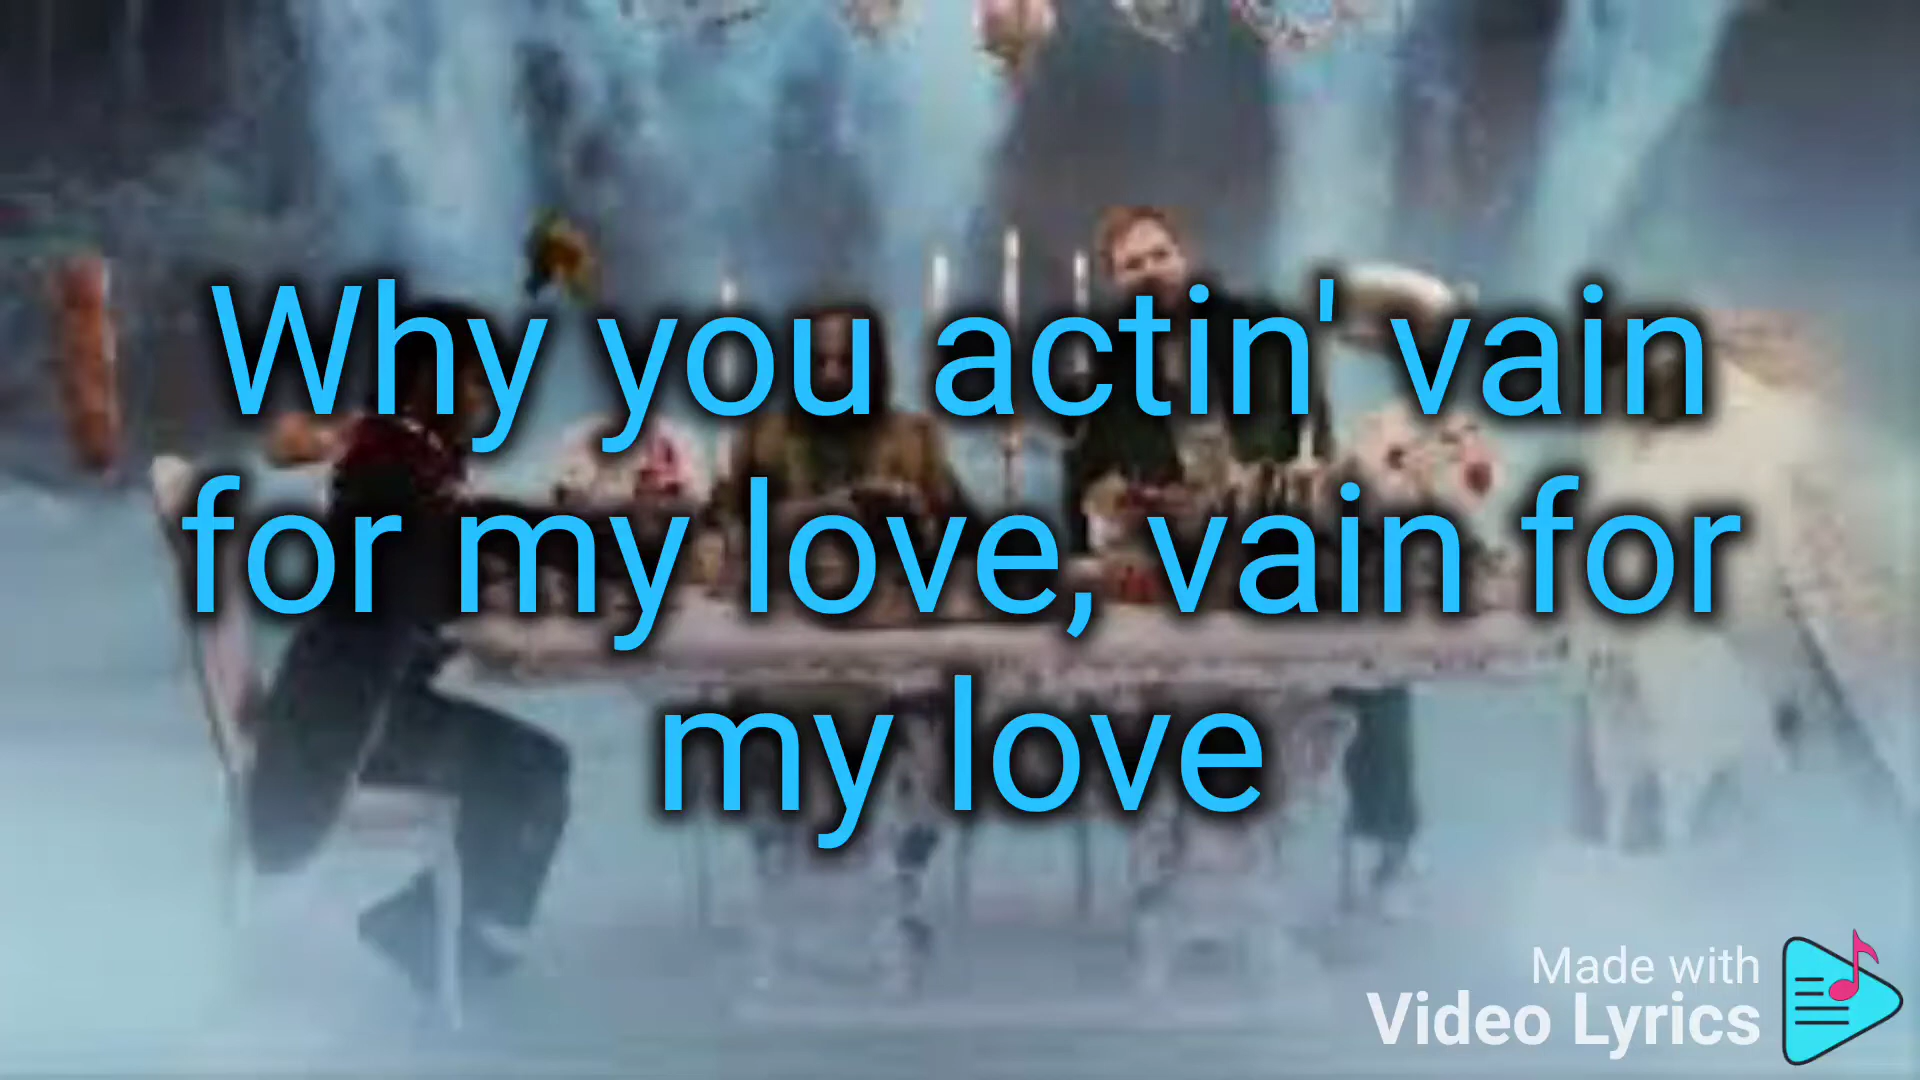 Why you actin' vain
for my love, vain for
my love
Made with
Video Lyrics